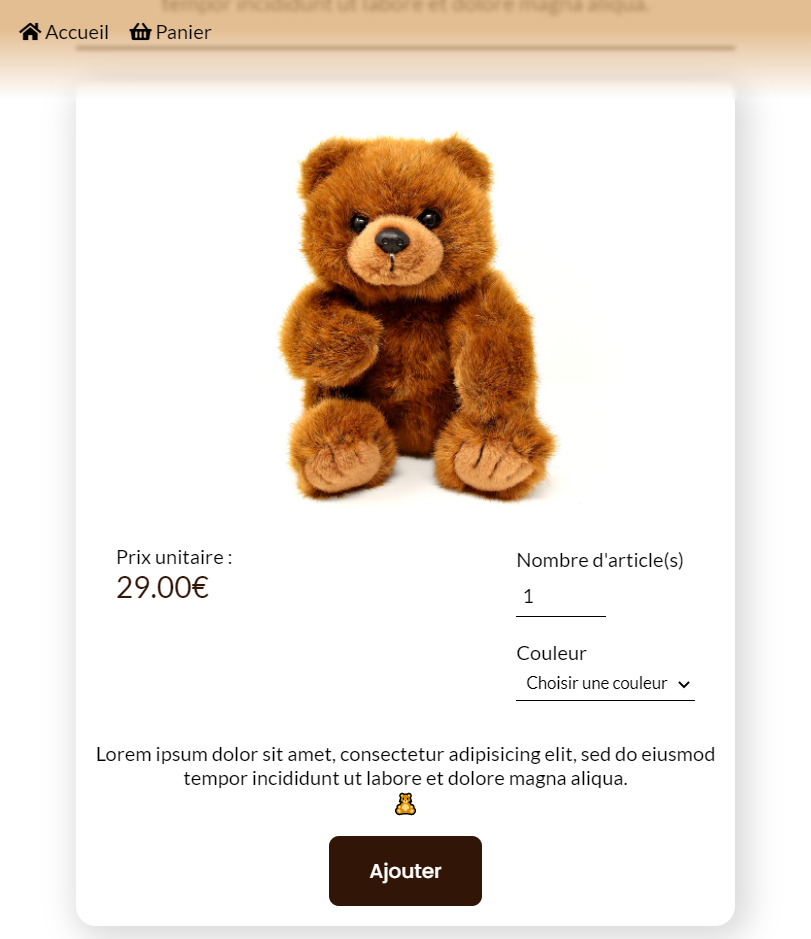 tempor incididunt ut labore et dolore magna aliqua.
Accueil Panier
Prix unitaire :
29.00€
Nombre d'article(s)
1
Couleur
Choisir une couleur
Lorem ipsum dolor sit amet, consectetur adipisicing elit, sed do eiusmod
tempor incididunt ut labore et dolore magna aliqua.
Ajouter